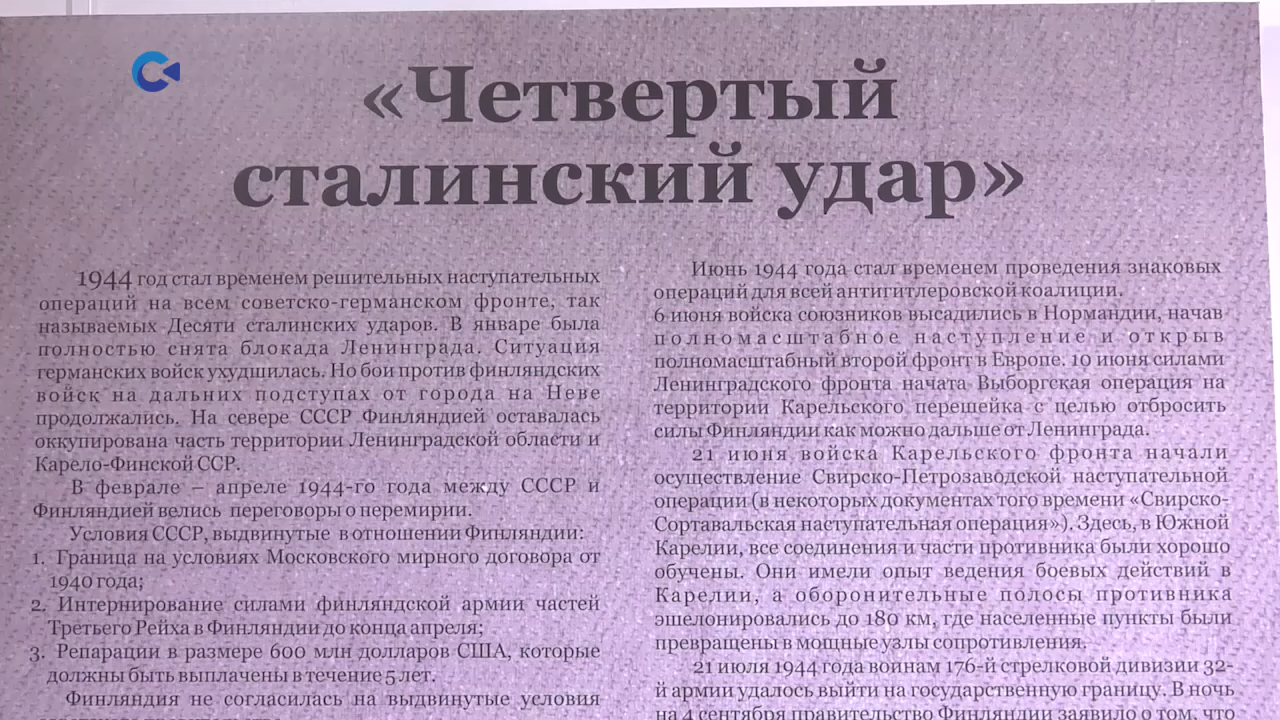 «Четвертый
сталинский удар»
1944 год стал временем решительных наступательных
операций на всем советско-германском фронте, так
называемых Десяти сталинских ударов. В январе была
полностью снята блокада Ленинграда. Ситуация
германских войск ухудшилась. Но бои против финляндских
войск на дальних подступах от города на Неве
продолжались. На севере СССР Финляндией оставалась
оккупирована часть территории Ленинградской области и
Карело-Финской ССР.
В феврале – апреле 1944-го года между СССР и
Финляндией велись переговоры о перемирии.
Условия СССР, выдвинутые в отношении Финляндии:
1. Граница на условиях Московского мирного договора от
1940 года;
2. Интернирование силами финляндской армии частей
Третьего Рейха в Финляндии до конца апреля;
3. Репарации в размере 600 млн долларов США, которые
должны быть выплачены в течение 5 лет.
Финляндия не согласилась на выдвинутые условия
Июнь 1944 года стал временем проведения знаковых
операций для всей антигитлеровской коалиции.
6 июня войска союзников высадились в Нормандии, начав
полномасштабное наступление и открыв
полномасштабный второй фронт в Европе. 10 июня силами
Ленинградского фронта начата Выборгская операция на
территории Карельского перешейка с целью отбросить
силы Финляндии как можно дальше от Ленинграда.
21 июня войска Карельского фронта начали
осуществление Свирско-Петрозаводской наступательной
операции (в некоторых документах того времени «Свирско-
Сортавальская наступательная операция»). Здесь, в Южной
Карелии, все соединения и части противника были хорошо
обучены. Они имели опыт ведения боевых действий в
Карелии, а оборонительные полосы противника
эшелонировались до 180 км, где населенные пункты были
превращены в мощные узлы сопротивления.
21 июля 1944 года воинам 176-й стрелковой дивизии 32-
й армии удалось выйти на государственную границу. В ночь
на 4 сентября правительство Финляндии заявило о том, что